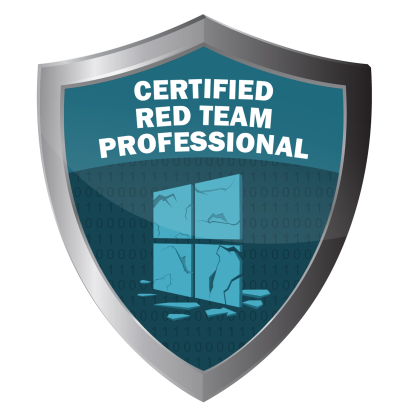 CERTIFIED
RED TEAM
PROFESSIONAL